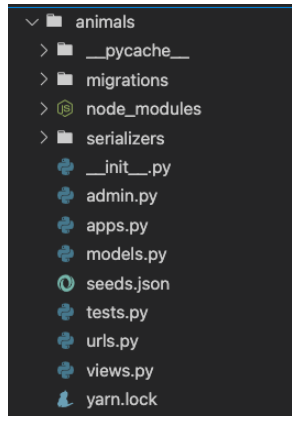 animals
__pycache__
migrations
node_modules
serializers
__init__.py
admin.py
apps.py
models.py
seeds.json
tests.py
urls.py
views.py
yarn.lock